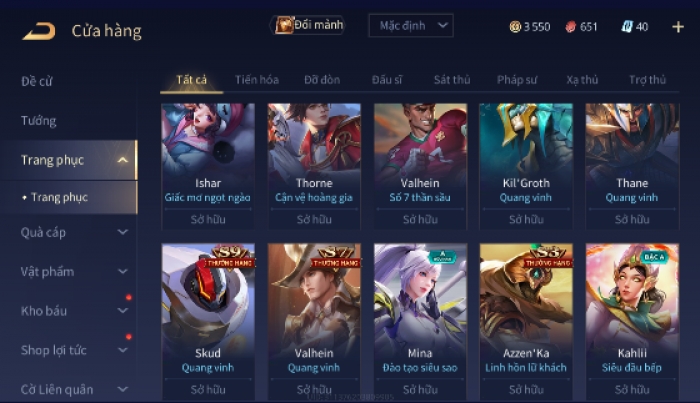 Cửa hàng
Đổi mảnh
Mặc định
3 550
651
40
Đề cử
Tướng
Trang phục
• Trang phục
Quà cáp
Vật phẩm
Kho báu
Shop lợi tức
Cờ Liên quân
Tất cả Tiến hóa Đỡ đòn Đấu sĩ Sát thủ Pháp sư Xạ thủ Trợ thủ
Ishar
Giấc mơ ngọt ngào
Sở hữu
Thorne
Cận vệ hoàng gia
Sở hữu
Valhein
Số 7 thần sầu
Sở hữu
Kil'Groth
Quang vinh
Sở hữu
Thane
Quang vinh
Sở hữu
S9
THƯỞNG HẠNG
Skud
Quang vinh
Sở hữu
S7
THƯỞNG HẠNG
Valhein
Quang vinh
Sở hữu
A
Mina
Đào tạo siêu sao
Sở hữu
S3
THƯỞNG HẠNG
Azzen'Ka
Linh hồn lữ khách
Sở hữu
BẬC A
Kahlii
Siêu đầu bếp
Sở hữu